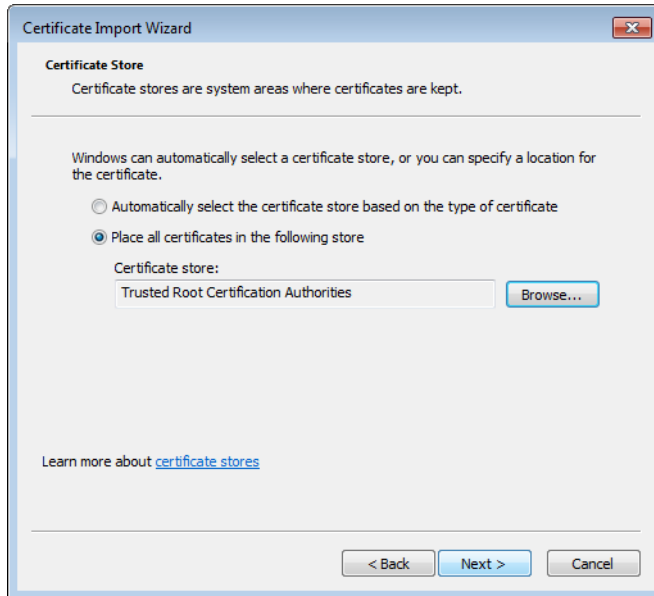 Certificate Import Wizard
Certificate Store
Certificate stores are system areas where certificates are kept.
Windows can automatically select a certificate store, or you can specify a location for
the certificate.
Automatically select the certificate store based on the type of certificate
Place all certificates in the following store
Certificate store:
Trusted Root Certification Authorities
Browse...
Learn more about certificate stores
< Back
Next >
Cancel